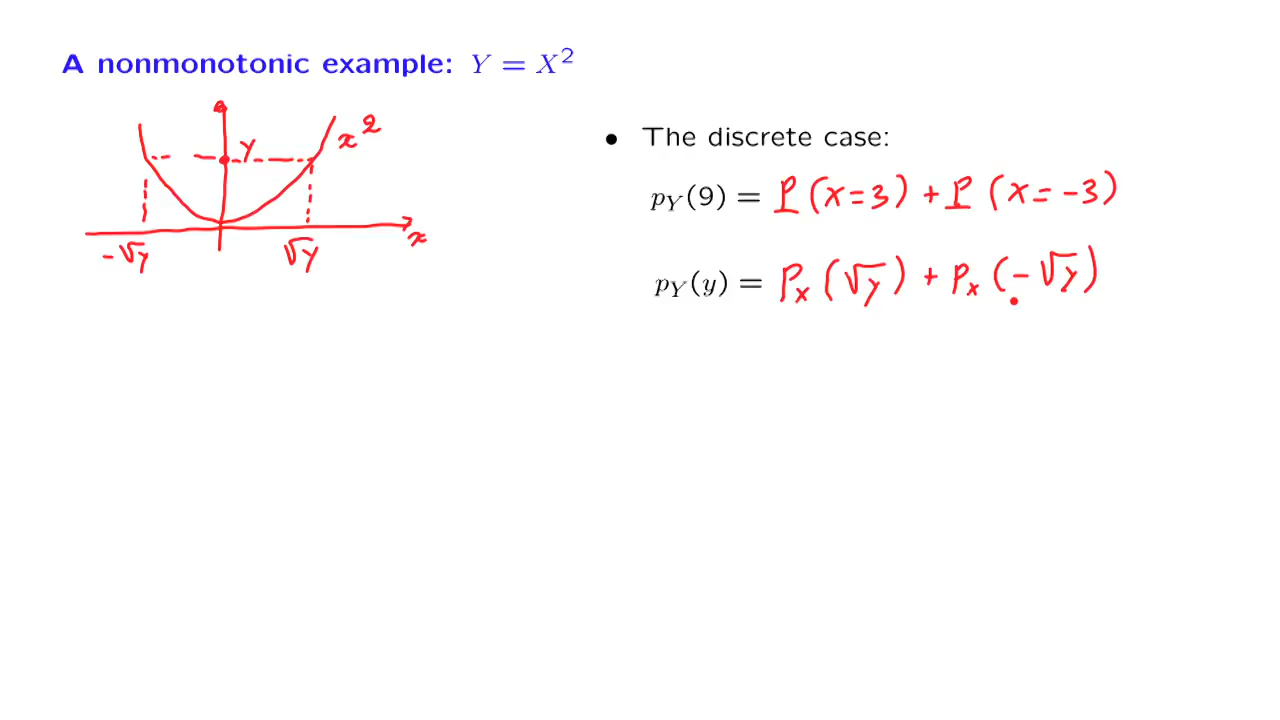 A nonmonotonic example: Y = X²
y
x²
x
-√y
√y
• The discrete case:
p_Y(9) = P(X=3) + P(X=-3)
p_Y(y) = p_X(√y) + p_X(-√y)